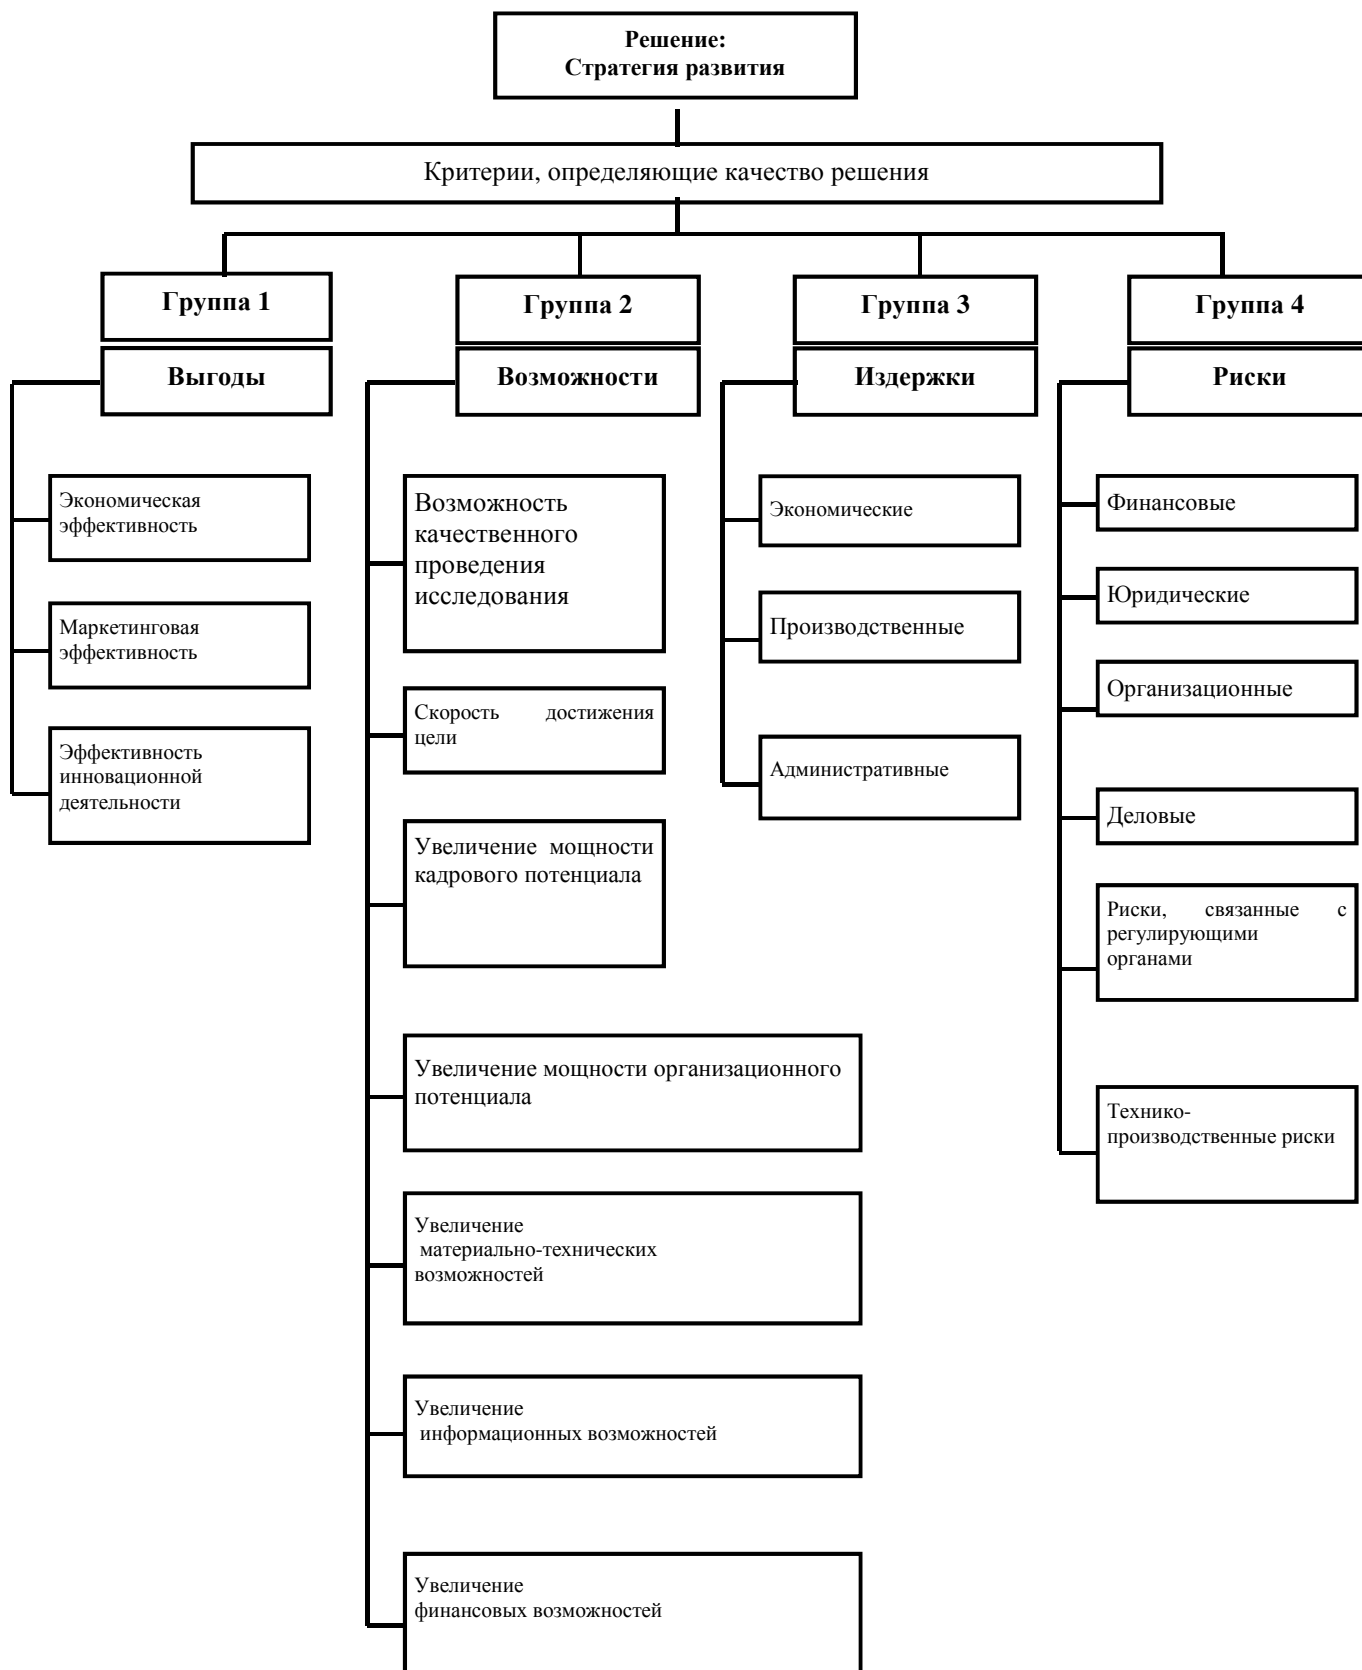 Решение:
Стратегия развития
Критерии, определяющие качество решения
Группа 1
Выгоды
Экономическая
эффективность
Маркетинговая
эффективность
Эффективность
инновационной
деятельности
Группа 2
Возможности
Возможность
качественного
проведения
исследования
Скорость достижения
цели
Увеличение мощности
кадрового потенциала
Увеличение мощности организационного
потенциала
Увеличение
материально-технических
возможностей
Увеличение
информационных возможностей
Увеличение
финансовых возможностей
Группа 3
Издержки
Экономические
Производственные
Административные
Группа 4
Риски
Финансовые
Юридические
Организационные
Деловые
Риски, связанные с
регулирующими
органами
Технико-
производственные риски